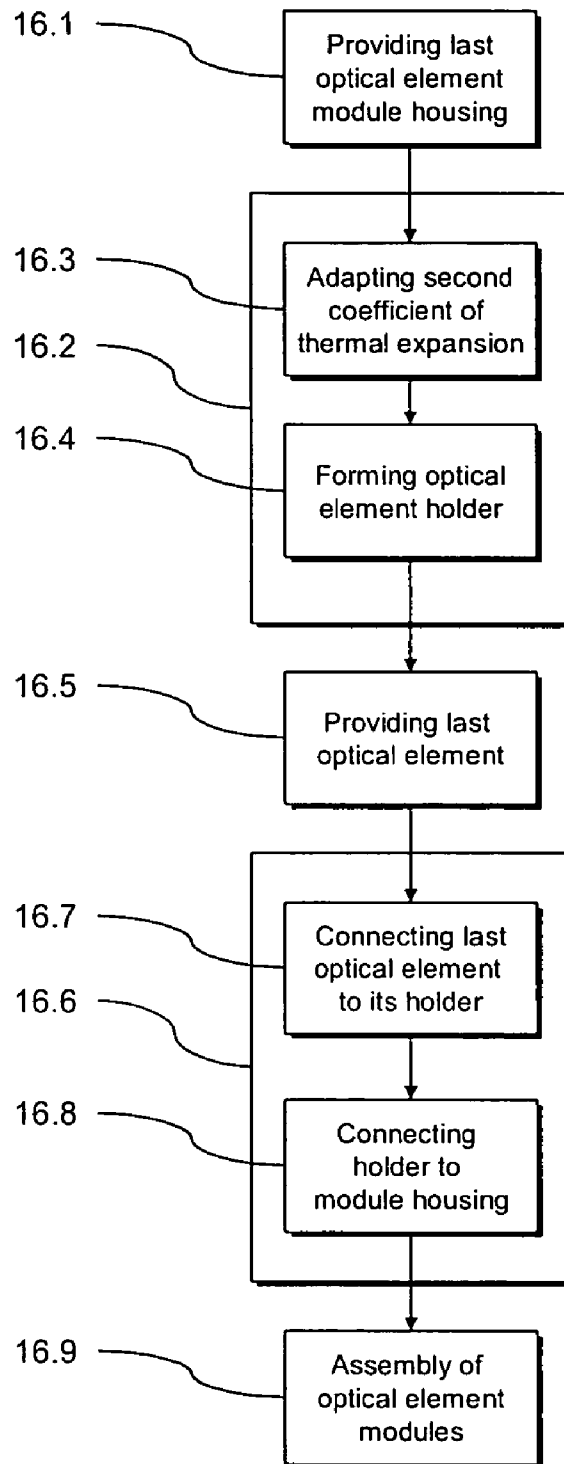 16.1
Providing last
optical element
module housing
16.3
Adapting second
coefficient of
thermal expansion
16.2
16.4
Forming optical
element holder
16.5
Providing last
optical element
16.7
Connecting last
optical element
to its holder
16.6
16.8
Connecting
holder to
module housing
16.9
Assembly of
optical element
modules